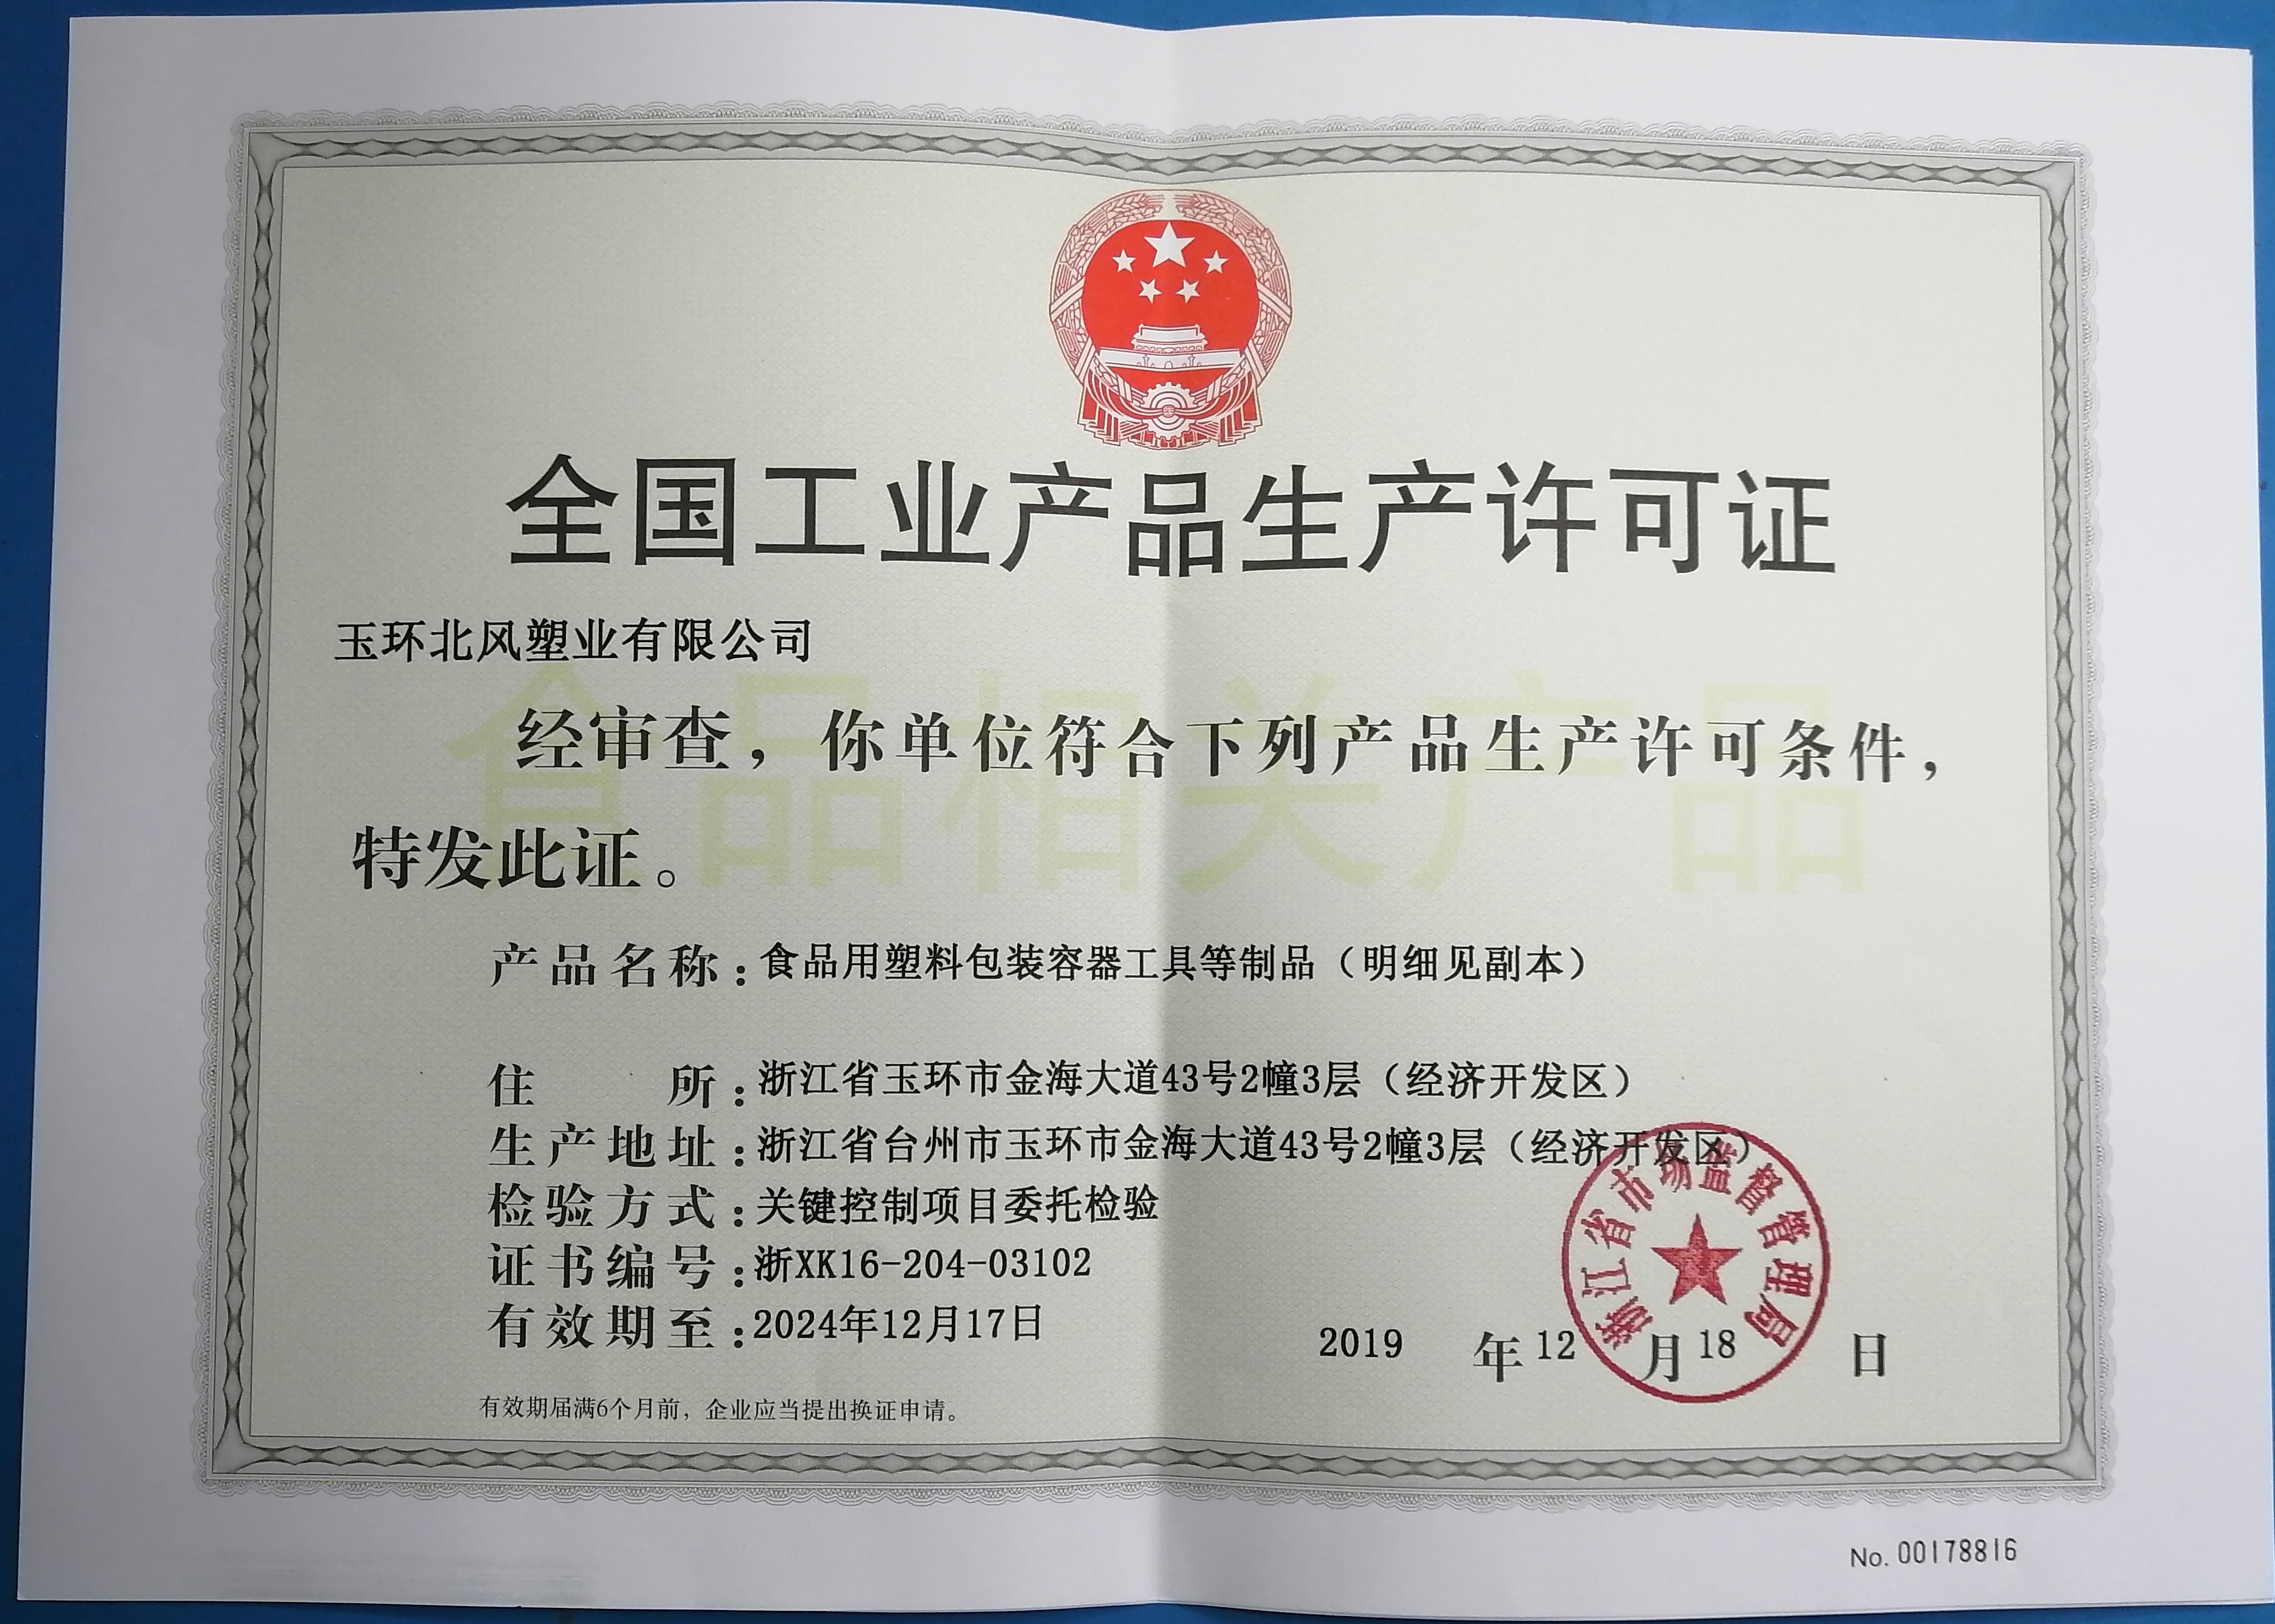 全国工业产品生产许可证
玉环北风塑业有限公司
食品相关产品
经审查，你单位符合下列产品生产许可条件，
特发此证。
产品名称：食品用塑料包装容器工具等制品（明细见副本）
住所：浙江省玉环市金海大道43号2幢3层（经济开发区）
生产地址：浙江省台州市玉环市金海大道43号2幢3层（经济开发区）
检验方式：关键控制项目委托检验
证书编号：浙XK16-204-03102
有效期至：2024年12月17日
浙江省市场监督管理局
2019年12月18日
有效期届满6个月前，企业应当提出换证申请。
No. 00178816